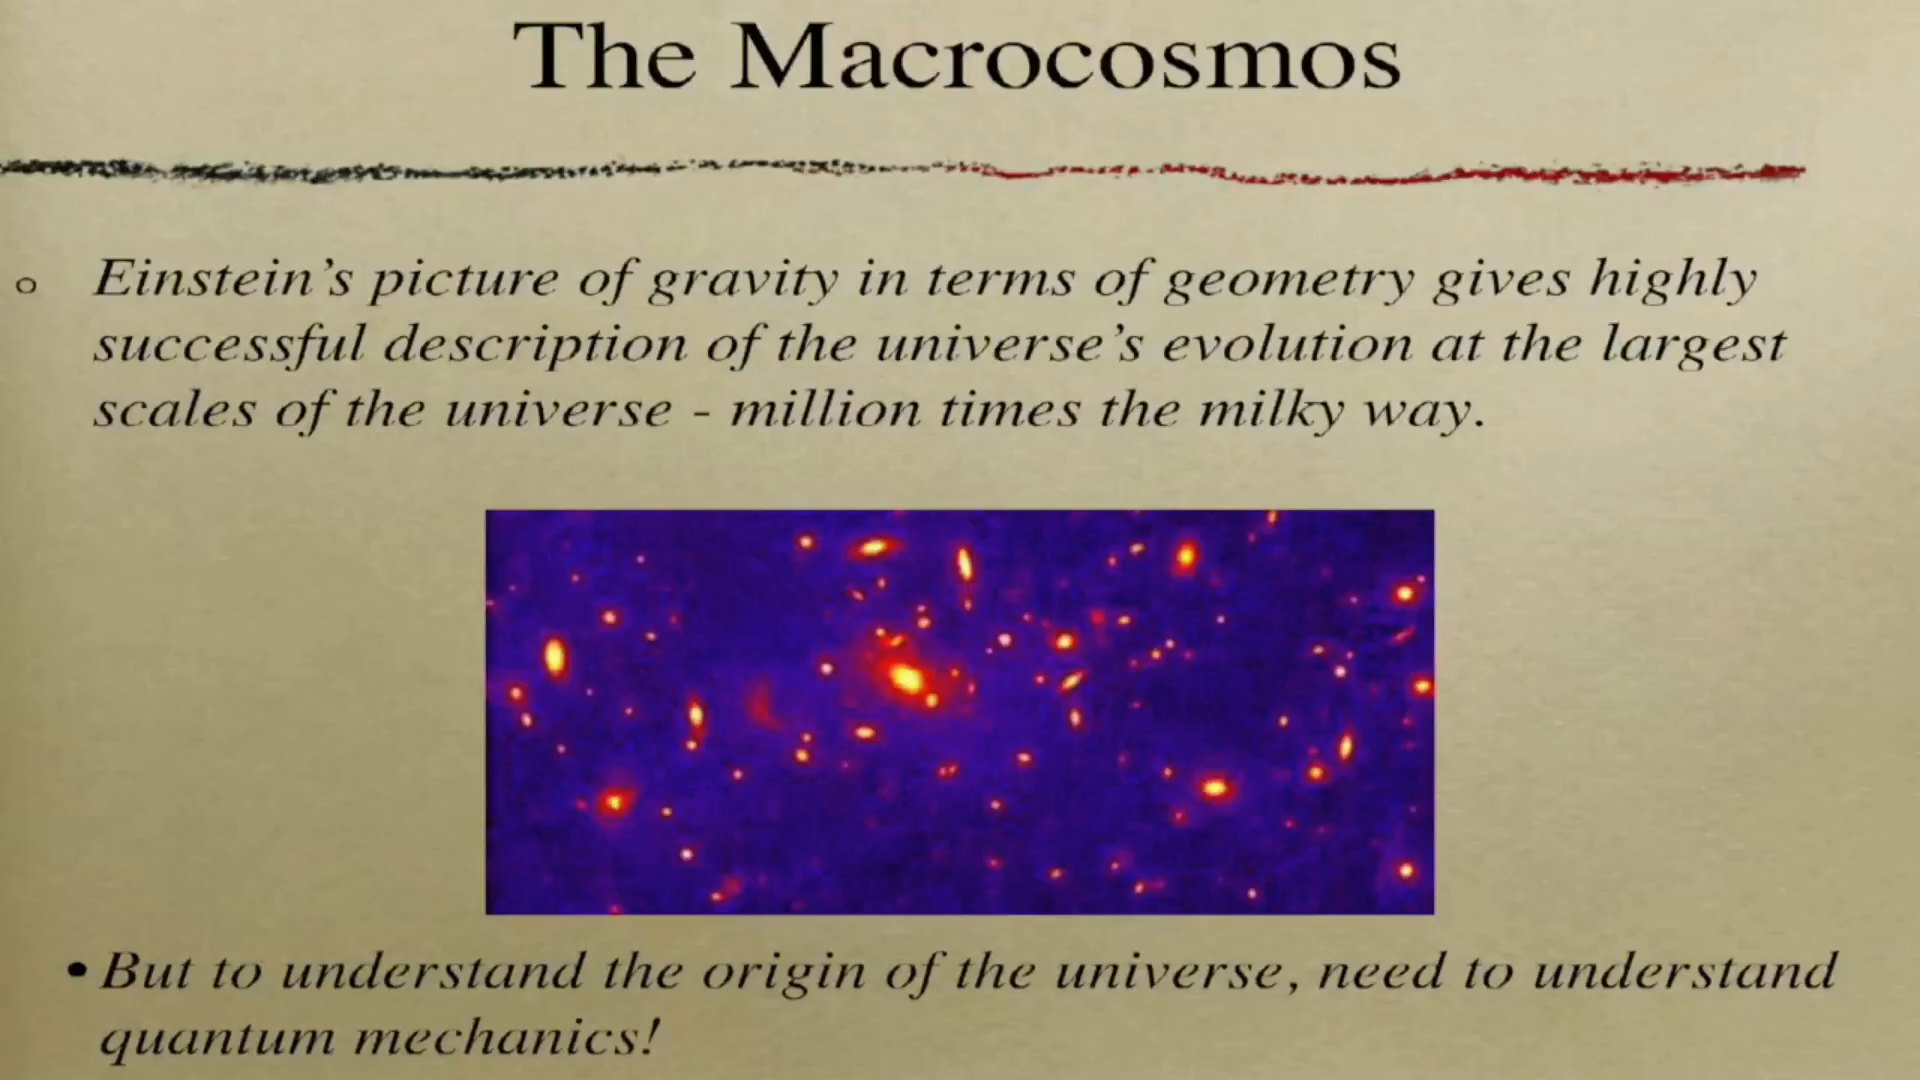 The Macrocosmos
Einstein’s picture of gravity in terms of geometry gives highly
successful description of the universe’s evolution at the largest
scales of the universe - million times the milky way.
• But to understand the origin of the universe, need to understand
quantum mechanics!